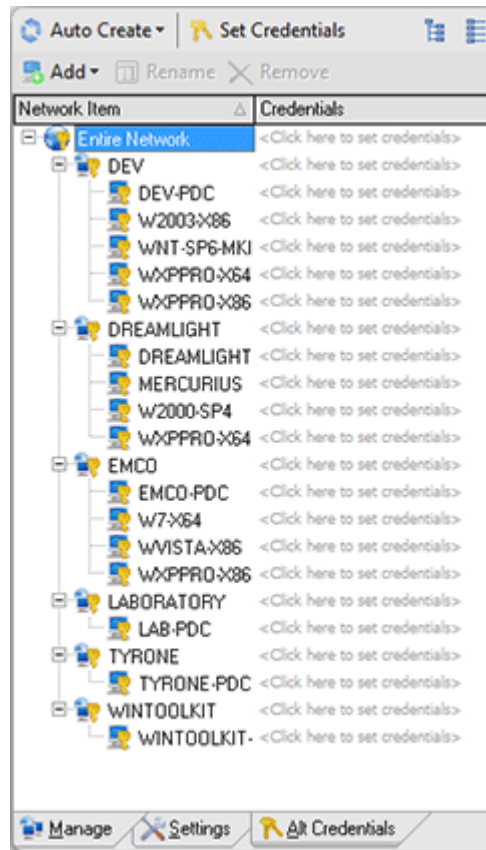 Auto Create Set Credentials
Add Rename Remove
Network Item Credentials
Entire Network <Click here to set credentials>
DEV <Click here to set credentials>
DEV-PDC <Click here to set credentials>
W2003-X86 <Click here to set credentials>
WNT-SP6-MKI <Click here to set credentials>
WXPPRO-X64 <Click here to set credentials>
WXPPRO-X86 <Click here to set credentials>
DREAMLIGHT <Click here to set credentials>
DREAMLIGHT <Click here to set credentials>
MERCURIUS <Click here to set credentials>
W2000-SP4 <Click here to set credentials>
WXPPRO-X64 <Click here to set credentials>
EMCO <Click here to set credentials>
EMCO-PDC <Click here to set credentials>
W7-X64 <Click here to set credentials>
WVISTA-X86 <Click here to set credentials>
WXPPRO-X86 <Click here to set credentials>
LABORATORY <Click here to set credentials>
LAB-PDC <Click here to set credentials>
TYRONE <Click here to set credentials>
TYRONE-PDC <Click here to set credentials>
WINTOOLKIT <Click here to set credentials>
WINTOOLKIT- <Click here to set credentials>
Manage Settings Alt Credentials